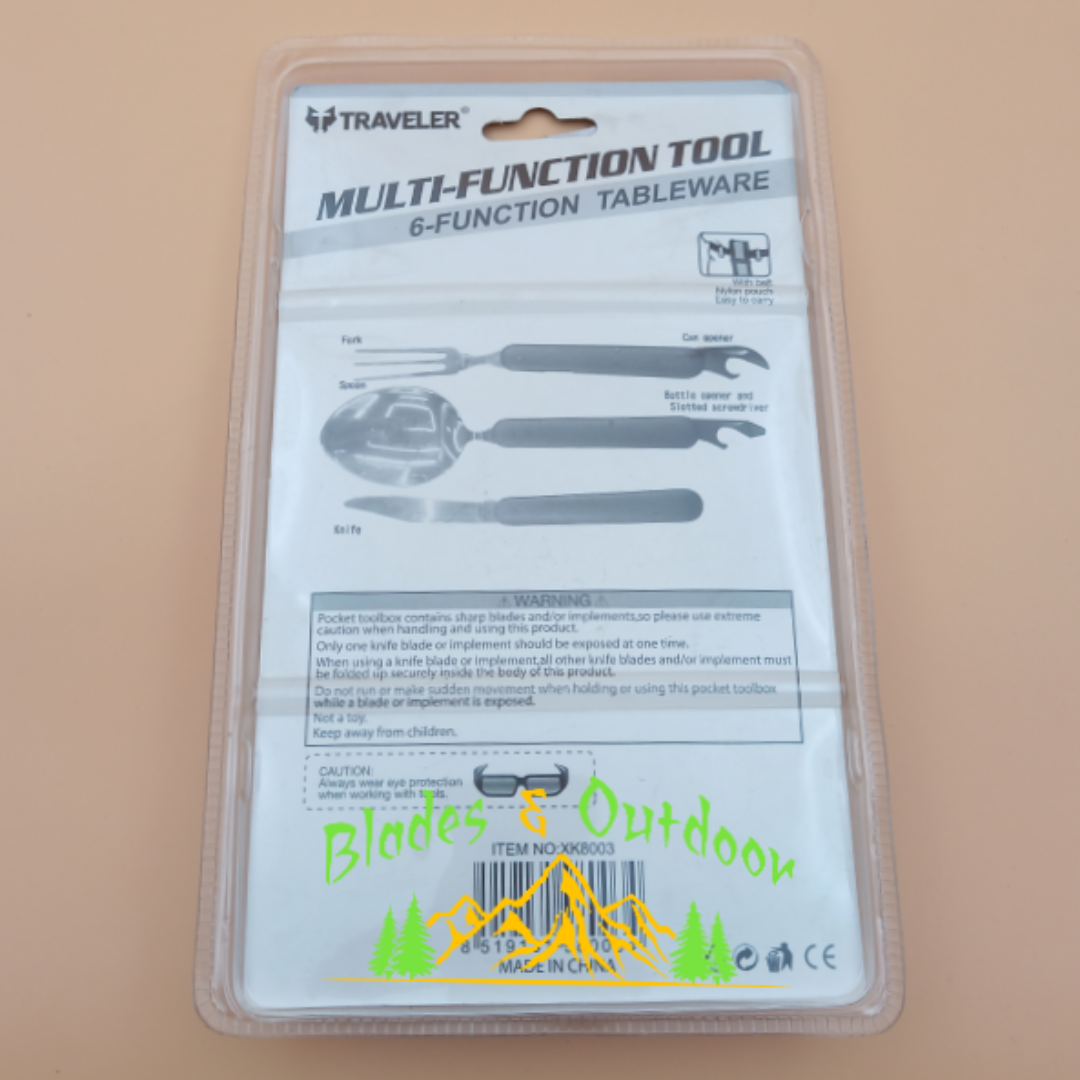 TRAVELER®
MULTI-FUNCTION TOOL
6-FUNCTION TABLEWARE
With belt
Nylon pouch
Easy to carry
Fork
Can opener
Spoon
Bottle opener and
Slotted screwdriver
Knife
⚠ WARNING ⚠
Pocket toolbox contains sharp blades and/or implements,so please use extreme
caution when handling and using this product.
Only one knife blade or implement should be exposed at one time.
When using a knife blade or implement,all other knife blades and/or implement must
be folded up securely inside the body of this product.
Do not run or make sudden movement when holding or using this pocket toolbox
while a blade or implement is exposed.
Not a toy.
Keep away from children.
CAUTION:
Always wear eye protection
when working with tools.
Blades & Outdoor
ITEM NO:XK8003
MADE IN CHINA
CE